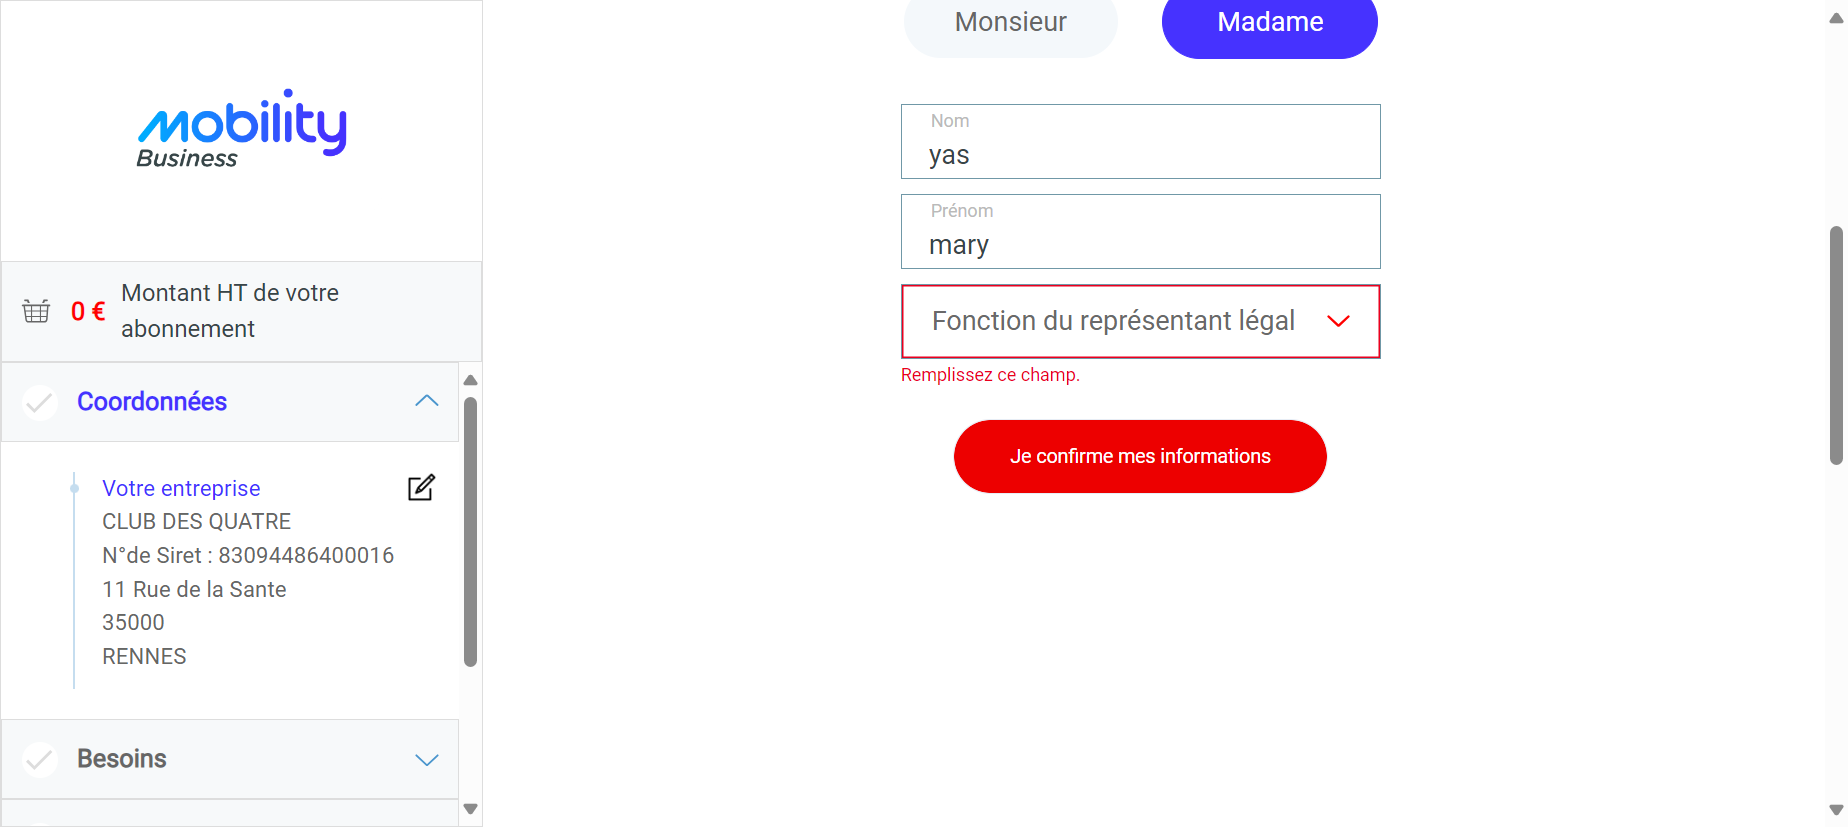 mobility
Business
0 €
Montant HT de votre
abonnement
Coordonnées
Votre entreprise
CLUB DES QUATRE
N°de Siret : 83094486400016
11 Rue de la Sante
35000
RENNES
Besoins
Monsieur
Madame
Nom
yas
Prénom
mary
Fonction du représentant légal
Remplissez ce champ.
Je confirme mes informations